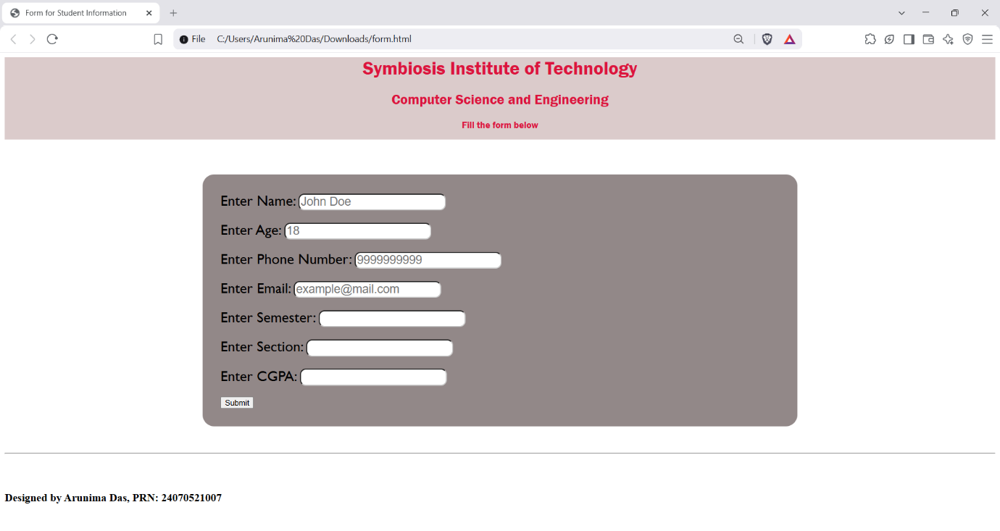 Form for Student Information
File C:/Users/Arunima%20Das/Downloads/form.html
Symbiosis Institute of Technology
Computer Science and Engineering
Fill the form below
Enter Name: John Doe
Enter Age: 18
Enter Phone Number: 9999999999
Enter Email: example@mail.com
Enter Semester:
Enter Section:
Enter CGPA:
Submit
Designed by Arunima Das, PRN: 24070521007